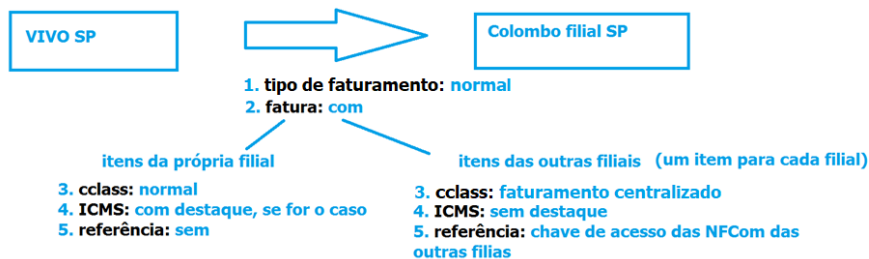 VIVO SP
Colombo filial SP
1. tipo de faturamento: normal
2. fatura: com
itens da própria filial
3. cclass: normal
4. ICMS: com destaque, se for o caso
5. referência: sem
itens das outras filiais (um item para cada filial)
3. cclass: faturamento centralizado
4. ICMS: sem destaque
5. referência: chave de acesso das NFCom das
outras filias